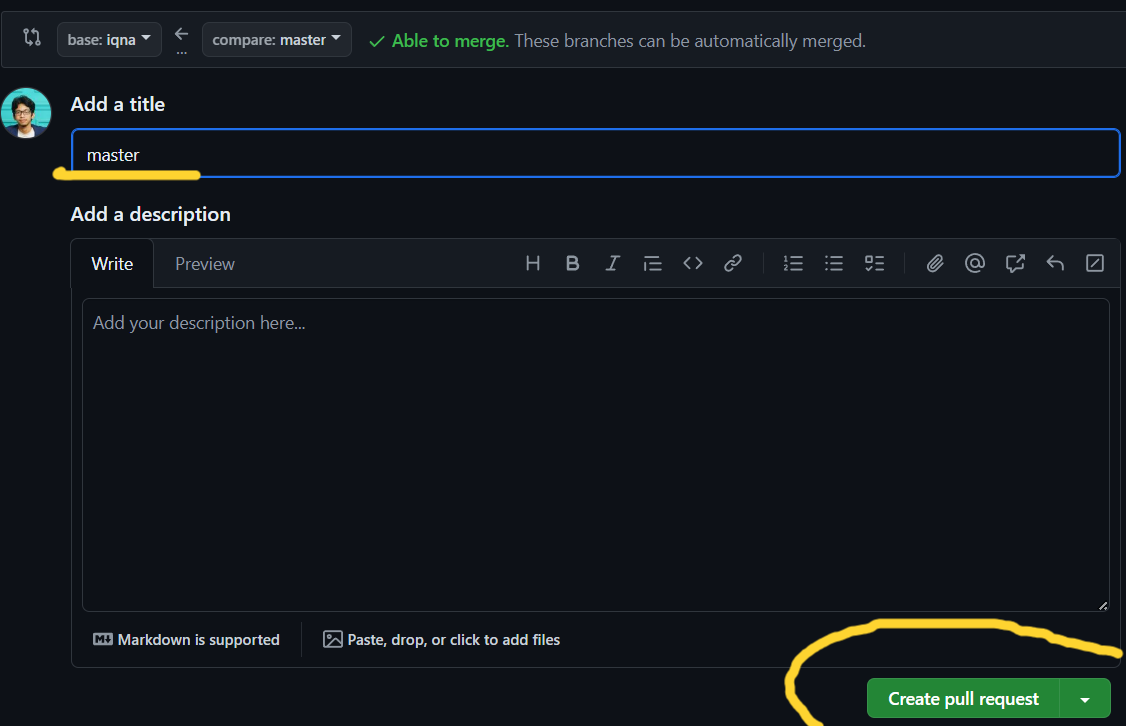 base: iqna ← compare: master ✓ Able to merge. These branches can be automatically merged.
...
Add a title
master
Add a description
Write Preview H B I
Add your description here...
Markdown is supported Paste, drop, or click to add files
Create pull request